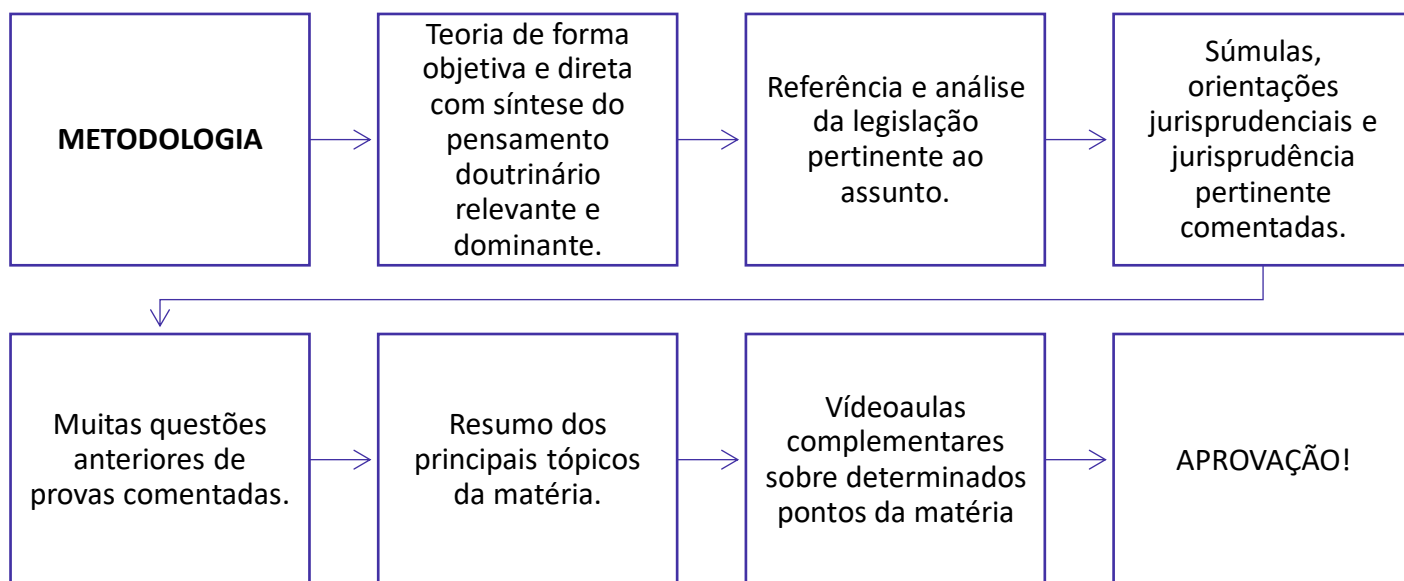 METODOLOGIA
Teoria de forma
objetiva e direta
com síntese do
pensamento
doutrinário
relevante e
dominante.
Referência e análise
da legislação
pertinente ao
assunto.
Súmulas,
orientações
jurisprudenciais e
jurisprudência
pertinente
comentadas.
Muitas questões
anteriores de
provas comentadas.
Resumo dos
principais tópicos
da matéria.
Vídeoaulas
complementares
sobre determinados
pontos da matéria
APROVAÇÃO!